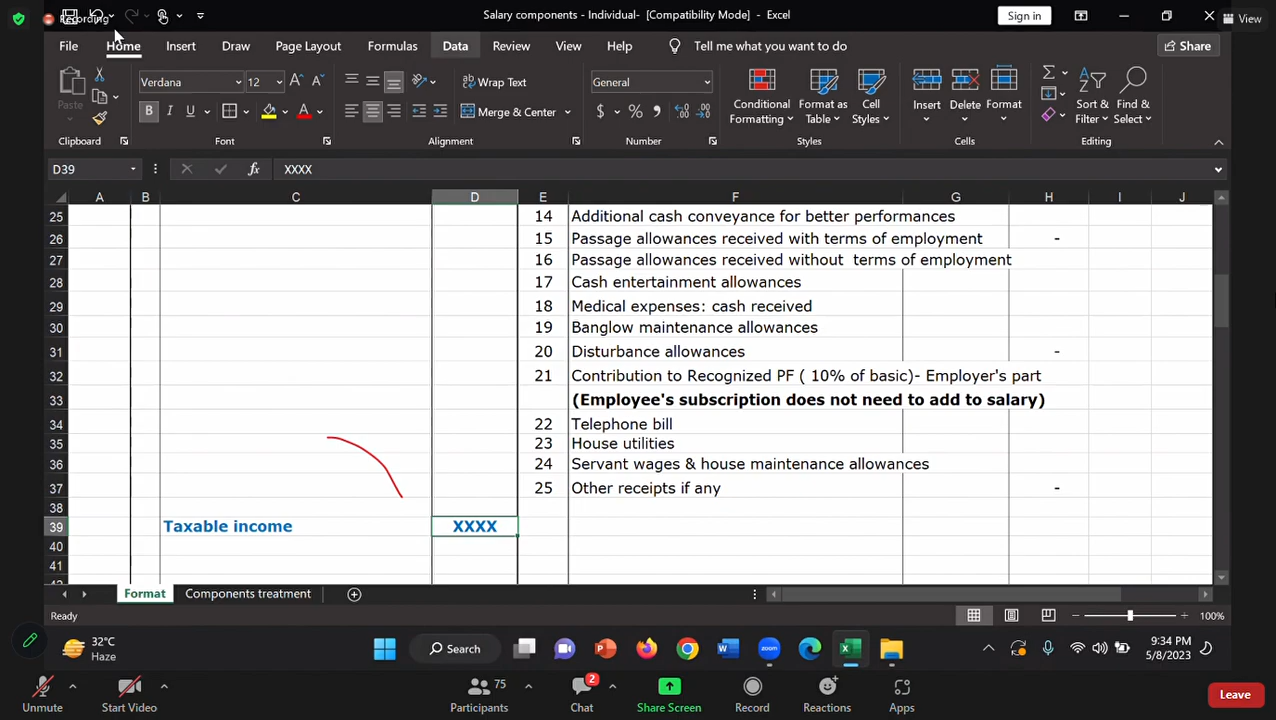 Recording
Salary components - Individual- [Compatibility Mode] - Excel
Sign in
View
File
Home
Insert
Draw
Page Layout
Formulas
Data
Review
View
Help
Tell me what you want to do
Share
Paste
Verdana
12
B I U
Wrap Text
Merge & Center
General
$ % ,
Conditional Formatting
Format as Table
Cell Styles
Insert
Delete
Format
Sort & Filter
Find & Select
Clipboard
Font
Alignment
Number
Styles
Cells
Editing
D39
fx
XXXX
A B C D E F G H I J
25 14 Additional cash conveyance for better performances
26 15 Passage allowances received with terms of employment -
27 16 Passage allowances received without terms of employment
28 17 Cash entertainment allowances
29 18 Medical expenses: cash received
30 19 Banglow maintenance allowances
31 20 Disturbance allowances -
32 21 Contribution to Recognized PF ( 10% of basic)- Employer's part
33 (Employee's subscription does not need to add to salary)
34 22 Telephone bill
35 23 House utilities
36 24 Servant wages & house maintenance allowances
37 25 Other receipts if any -
38
39 Taxable income XXXX
40
41
Format
Components treatment
Ready
100%
32°C
Haze
Search
zoom
9:34 PM
5/8/2023
Unmute
Start Video
75
Participants
2
Chat
Share Screen
Record
Reactions
Apps
Leave